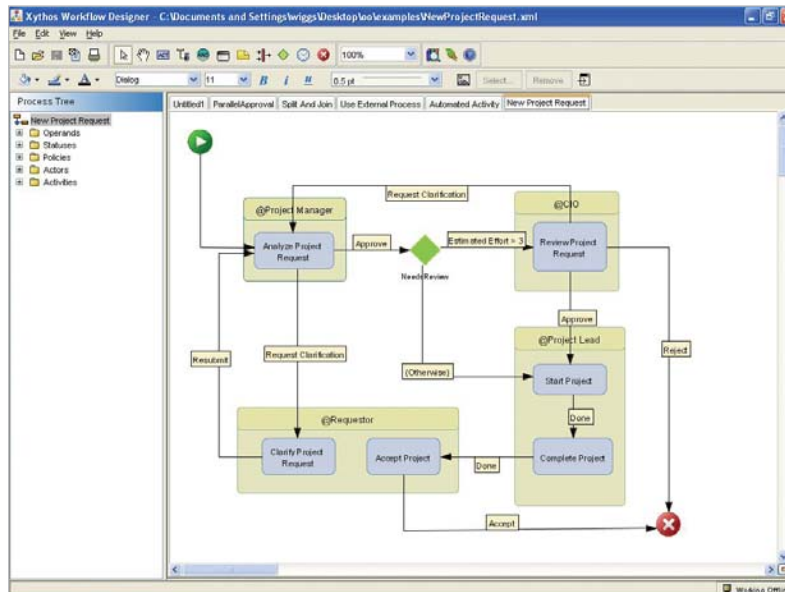 Xythos Workflow Designer - C:\Documents and Settings\wiggs\Desktop\oo\examples\NewProjectRequest.xml
File Edit View Help
100%
Dialog 11 B i u 0.5 pt Select... Remove
Process Tree
Untitled1 ParallelApproval Split And Join Use External Process Automated Activity New Project Request
New Project Request
Operands
Statuses
Policies
Actors
Activities
Request Clarification
@Project Manager
@CIO
Analyze Project
Request
Approve
Estimated Effort > 3
Review Project
Request
NeedsReview
Approve
@Project Lead
Resubmit
Request Clarification
Reject
(Otherwise)
Start Project
Done
@Requestor
Clarify Project
Request
Accept Project
Done
Complete Project
Accept
Working Offli